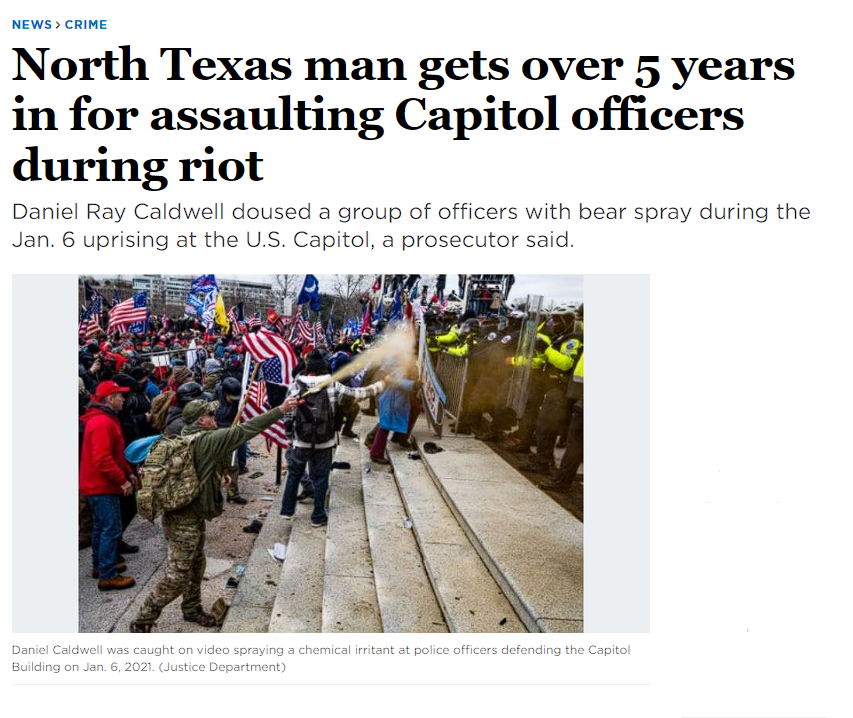 NEWS > CRIME
North Texas man gets over 5 years
in for assaulting Capitol officers
during riot
Daniel Ray Caldwell doused a group of officers with bear spray during the
Jan. 6 uprising at the U.S. Capitol, a prosecutor said.
Daniel Caldwell was caught on video spraying a chemical irritant at police officers defending the Capitol
Building on Jan. 6, 2021. (Justice Department)